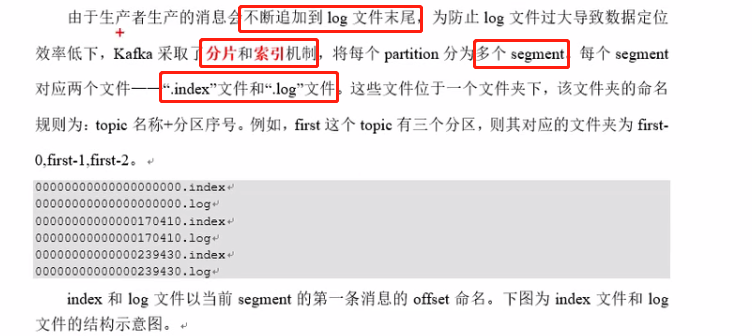 由于生产者生产的消息会不断追加到 log 文件末尾，为防止 log 文件过大导致数据定位
效率低下，Kafka 采取了分片和索引机制，将每个 partition 分为多个 segment。每个 segment
对应两个文件——“.index”文件和“.log”文件。这些文件位于一个文件夹下，该文件夹的命名
规则为：topic 名称+分区序号。例如，first 这个 topic 有三个分区，则其对应的文件夹为 first-
0,first-1,first-2。
00000000000000000000.index
00000000000000000000.log
00000000000000170410.index
00000000000000170410.log
00000000000000239430.index
00000000000000239430.log
index 和 log 文件以当前 segment 的第一条消息的 offset 命名。下图为 index 文件和 log
文件的结构示意图。